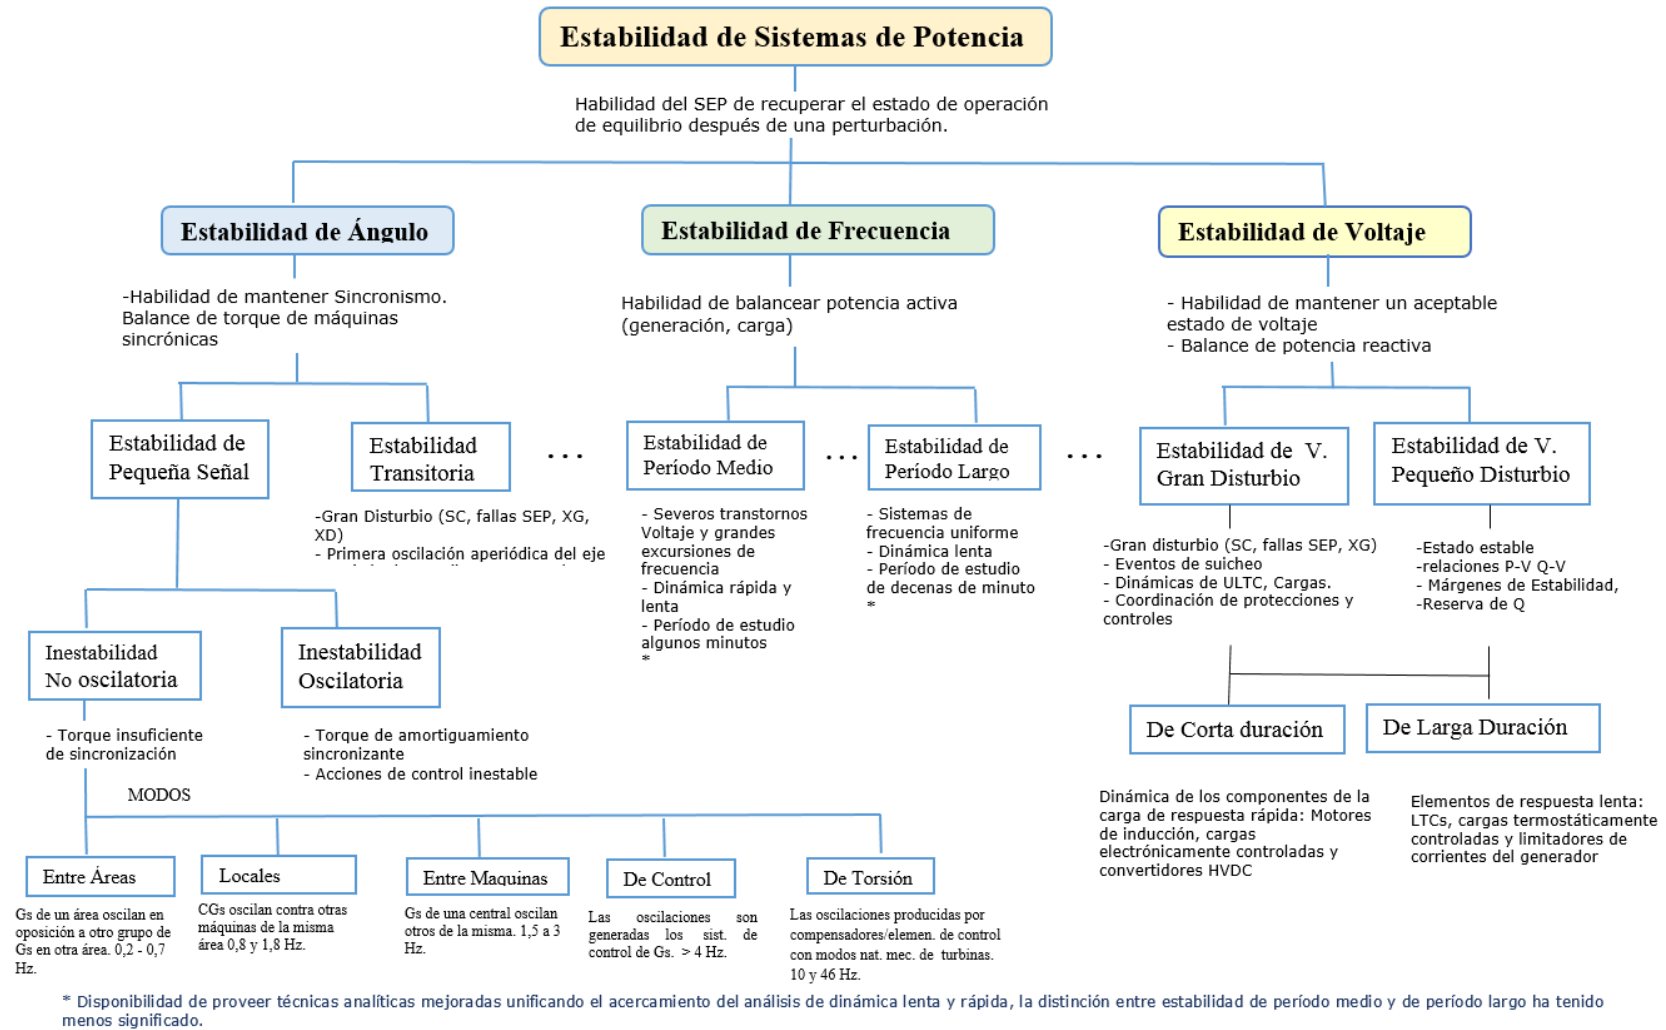 Estabilidad de Sistemas de Potencia
Habilidad del SEP de recuperar el estado de operación
de equilibrio después de una perturbación.
Estabilidad de Ángulo
-Habilidad de mantener Sincronismo.
Balance de torque de máquinas
sincrónicas
Estabilidad de Frecuencia
Habilidad de balancear potencia activa
(generación, carga)
Estabilidad de Voltaje
- Habilidad de mantener un aceptable
estado de voltaje
- Balance de potencia reactiva
Estabilidad de
Pequeña Señal
Estabilidad
Transitoria
-Gran Disturbio (SC, fallas SEP, XG,
XD)
- Primera oscilación aperiódica del eje
...
Estabilidad de
Período Medio
- Severos transtornos
Voltaje y grandes
excursiones de
frecuencia
- Dinámica rápida y
lenta
- Período de estudio
algunos minutos
*
...
Estabilidad de
Período Largo
- Sistemas de
frecuencia uniforme
- Dinámica lenta
- Período de estudio
de decenas de minuto
*
...
Estabilidad de V.
Gran Disturbio
-Gran disturbio (SC, fallas SEP, XG)
- Eventos de suicheo
- Dinámicas de ULTC, Cargas.
- Coordinación de protecciones y
controles
Estabilidad de V.
Pequeño Disturbio
-Estado estable
-relaciones P-V Q-V
- Márgenes de Estabilidad,
-Reserva de Q
Inestabilidad
No oscilatoria
- Torque insuficiente
de sincronización
Inestabilidad
Oscilatoria
- Torque de amortiguamiento
sincronizante
- Acciones de control inestable
De Corta duración
Dinámica de los componentes de la
carga de respuesta rápida: Motores
de inducción, cargas
electrónicamente controladas y
convertidores HVDC
De Larga Duración
Elementos de respuesta lenta:
LTCs, cargas termostáticamente
controladas y limitadores de
corrientes del generador
MODOS
Entre Áreas
Gs de un área oscilan en
oposición a otro grupo de
Gs en otra área. 0,2 - 0,7
Hz.
Locales
CGs oscilan contra otras
máquinas de la misma
área 0,8 y 1,8 Hz.
Entre Maquinas
Gs de una central oscilan
otros de la misma. 1,5 a 3
Hz.
De Control
Las oscilaciones son
generadas los sist. de
control de Gs. > 4 Hz.
De Torsión
Las oscilaciones producidas por
compensadores/elemen. de control
con modos nat. mec. de turbinas.
10 y 46 Hz.
* Disponibilidad de proveer técnicas analíticas mejoradas unificando el acercamiento del análisis de dinámica lenta y rápida, la distinción entre estabilidad de período medio y de período largo ha tenido
menos significado.